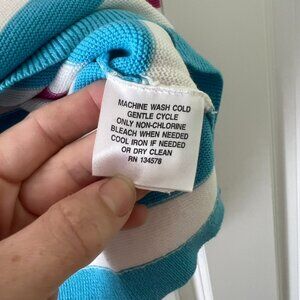 MACHINE WASH COLD
GENTLE CYCLE
ONLY NON-CHLORINE
BLEACH WHEN NEEDED
COOL IRON IF NEEDED
OR DRY CLEAN
RN 134578